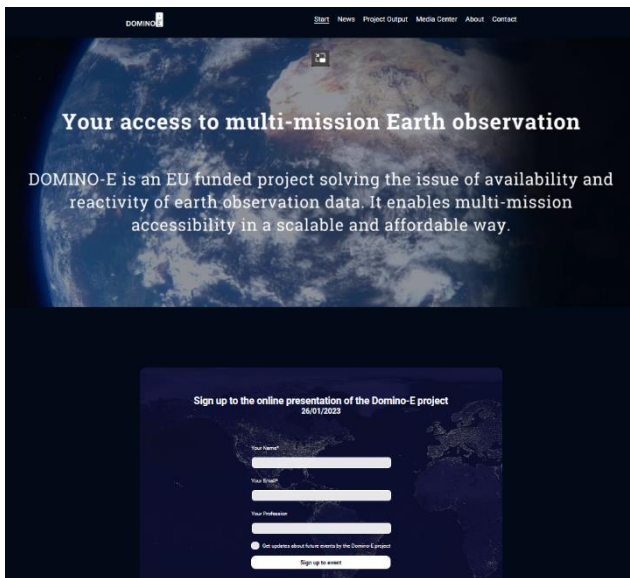 DOMINO-E
Start News Project Output Media Center About Contact
Your access to multi-mission Earth observation
DOMINO-E is an EU funded project solving the issue of availability and
reactivity of earth observation data. It enables multi-mission
accessibility in a scalable and affordable way.
Sign up to the online presentation of the Domino-E project
26/01/2023
Your Name*
Your Email*
Your Profession
Get updates about future events by the Domino-E project
Sign up to event